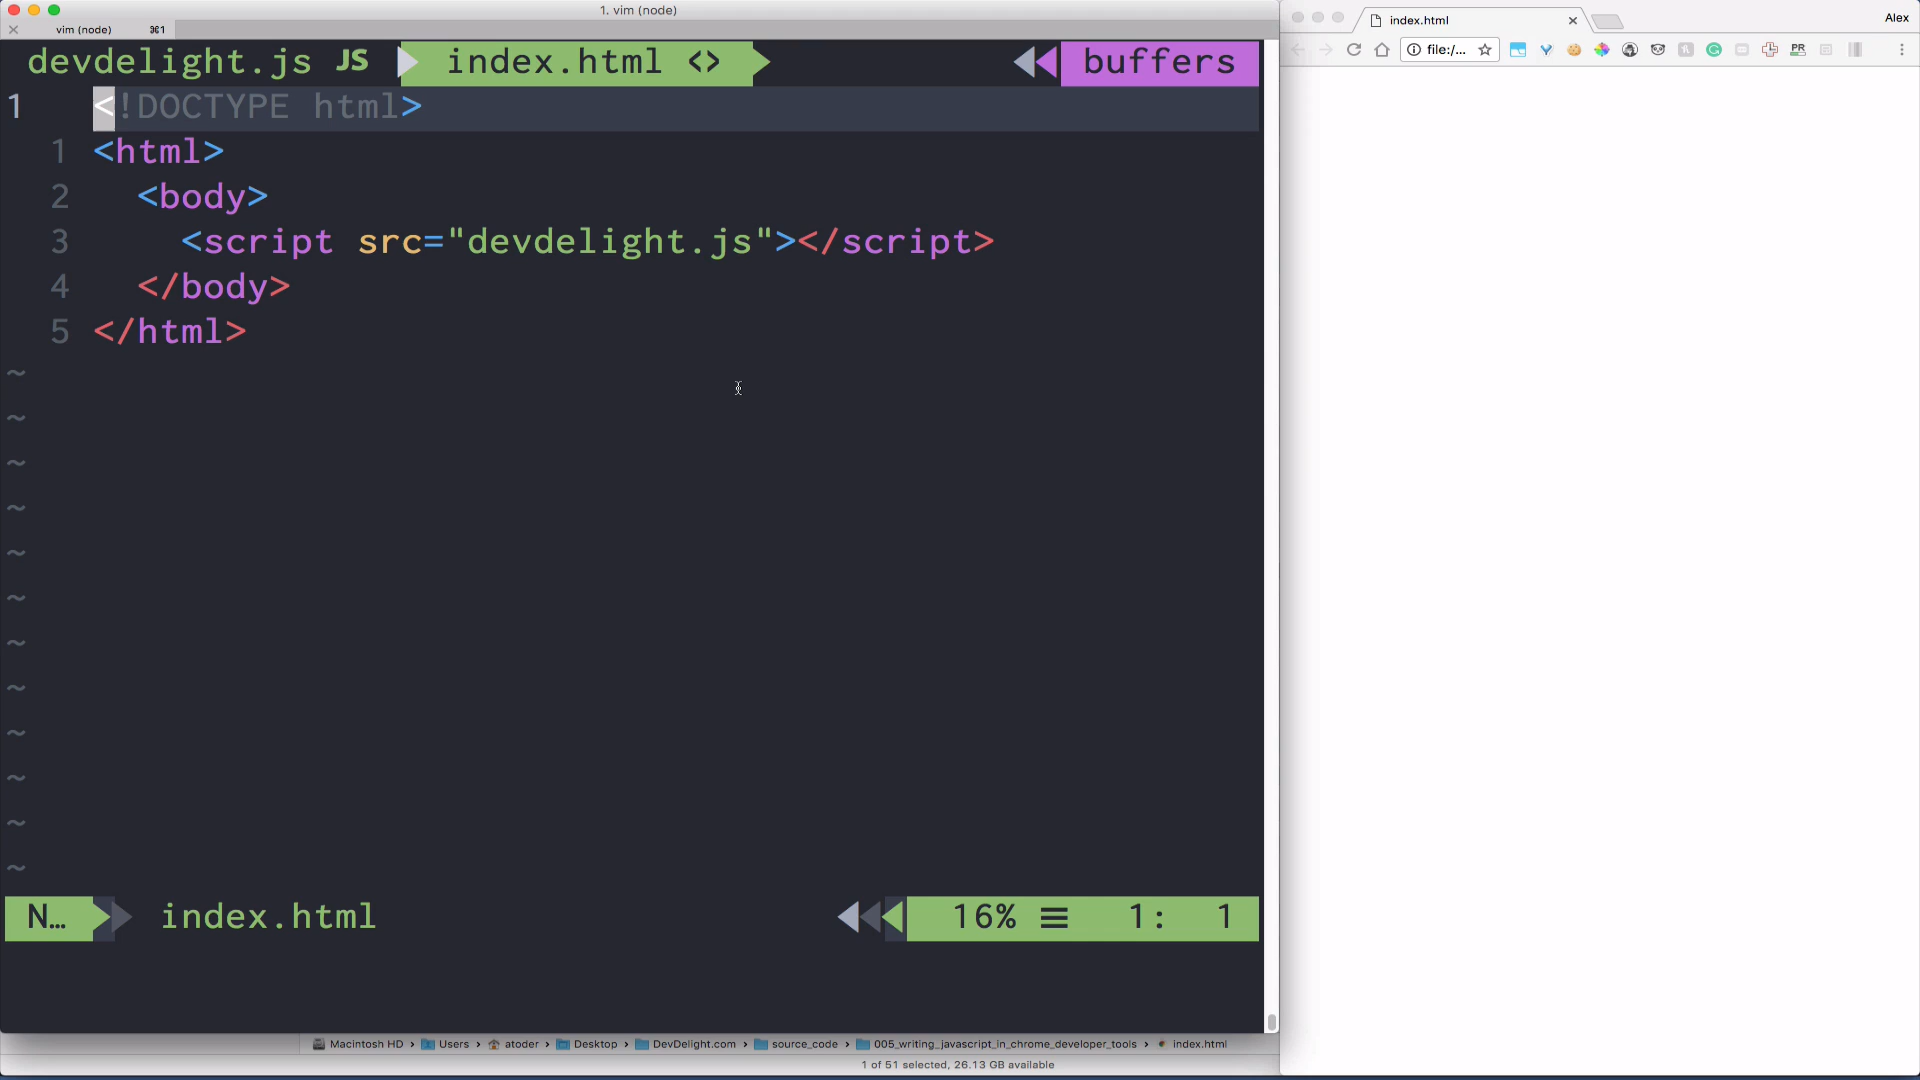 1. vim (node)
vim (node) ⌘1
devdelight.js JS index.html <> buffers
1 <!DOCTYPE html>
1 <html>
2 <body>
3 <script src="devdelight.js"></script>
4 </body>
5 </html>
~
~
~
~
~
~
~
~
~
~
~
~
N… index.html 16% ☰ 1: 1
Macintosh HD › Users › atoder › Desktop › DevDelight.com › source_code › 005_writing_javascript_in_chrome_developer_tools › index.html
1 of 51 selected, 26.13 GB available
index.html Alex
file:/...
PR